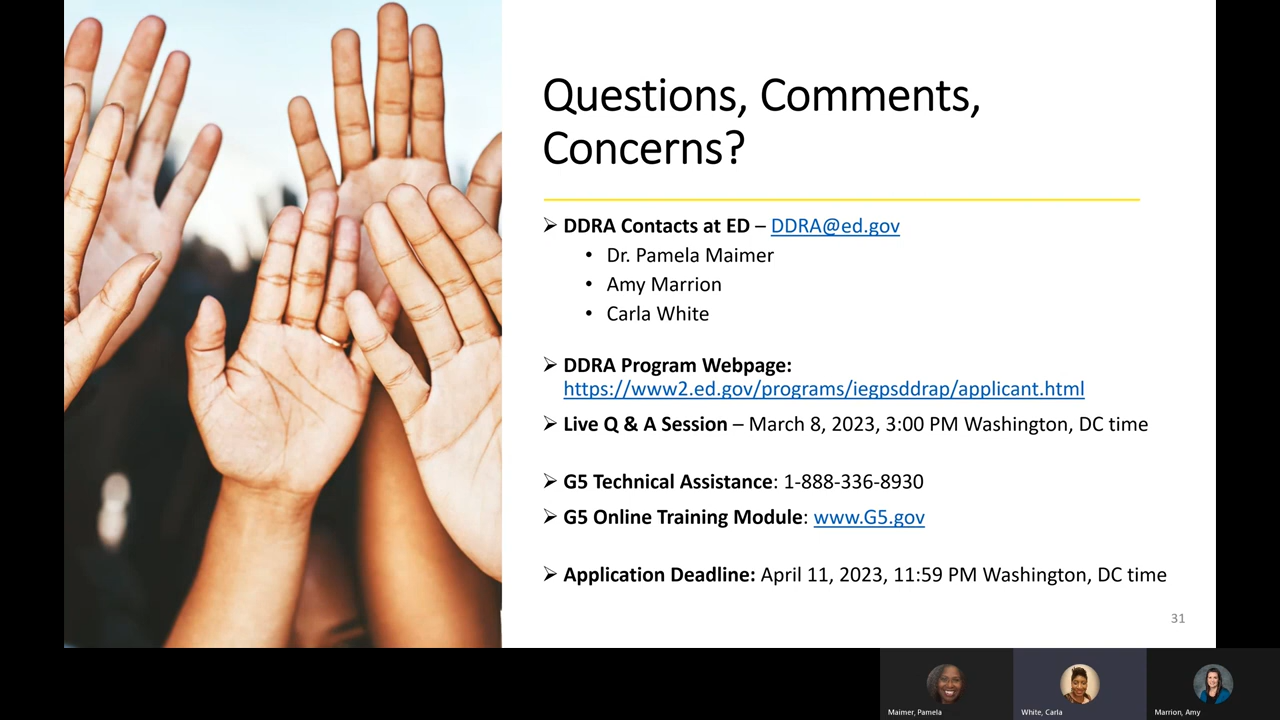 Questions, Comments,
Concerns?
➢ DDRA Contacts at ED – DDRA@ed.gov
• Dr. Pamela Maimer
• Amy Marrion
• Carla White
➢ DDRA Program Webpage:
https://www2.ed.gov/programs/iegpsddrap/applicant.html
➢ Live Q & A Session – March 8, 2023, 3:00 PM Washington, DC time
➢ G5 Technical Assistance: 1-888-336-8930
➢ G5 Online Training Module: www.G5.gov
➢ Application Deadline: April 11, 2023, 11:59 PM Washington, DC time
31
Maimer, Pamela
White, Carla
Marrion, Amy